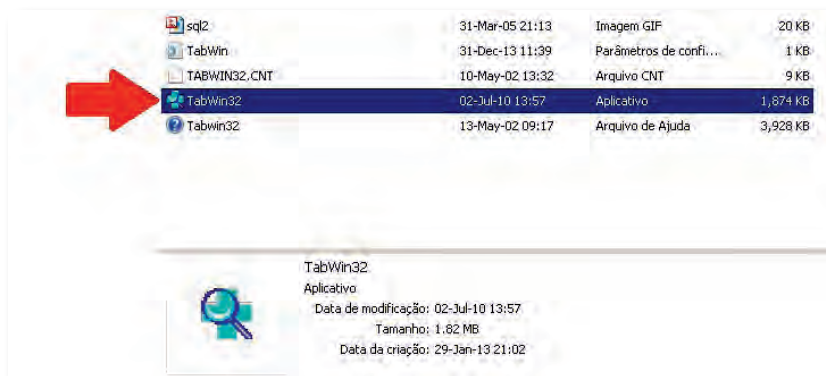 sql2 31-Mar-05 21:13 Imagem GIF 20 KB
TabWin 31-Dec-13 11:39 Parâmetros de confi... 1 KB
TABWIN32.CNT 10-May-02 13:32 Arquivo CNT 9 KB
TabWin32 02-Jul-10 13:57 Aplicativo 1,874 KB
Tabwin32 13-May-02 09:17 Arquivo de Ajuda 3,928 KB
TabWin32
Aplicativo
Data de modificação: 02-Jul-10 13:57
Tamanho: 1.82 MB
Data da criação: 29-Jan-13 21:02